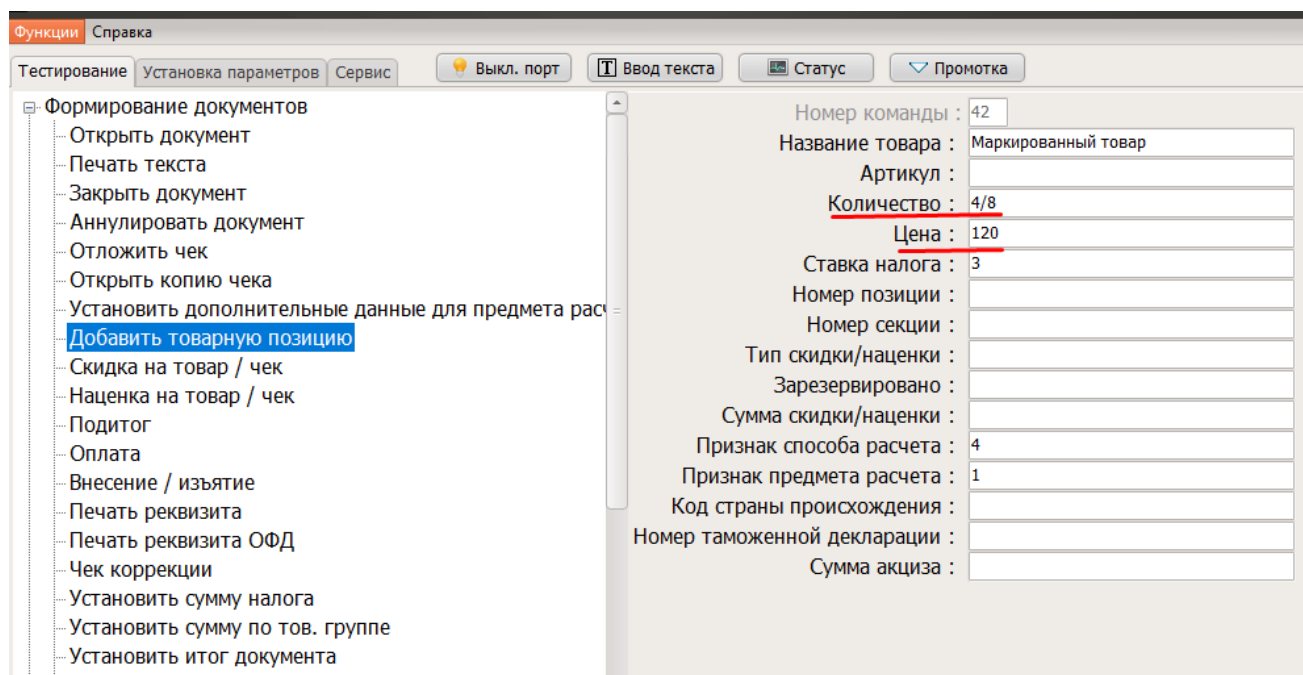 Функции Справка
Тестирование Установка параметров Сервис Выкл. порт T Ввод текста Статус Промотка
Формирование документов
Открыть документ
Печать текста
Закрыть документ
Аннулировать документ
Отложить чек
Открыть копию чека
Установить дополнительные данные для предмета расч
Добавить товарную позицию
Скидка на товар / чек
Наценка на товар / чек
Подитог
Оплата
Внесение / изъятие
Печать реквизита
Печать реквизита ОФД
Чек коррекции
Установить сумму налога
Установить сумму по тов. группе
Установить итог документа
Номер команды : 42
Название товара : Маркированный товар
Артикул :
Количество : 4/8
Цена : 120
Ставка налога : 3
Номер позиции :
Номер секции :
Тип скидки/наценки :
Зарезервировано :
Сумма скидки/наценки :
Признак способа расчета : 4
Признак предмета расчета : 1
Код страны происхождения :
Номер таможенной декларации :
Сумма акциза :